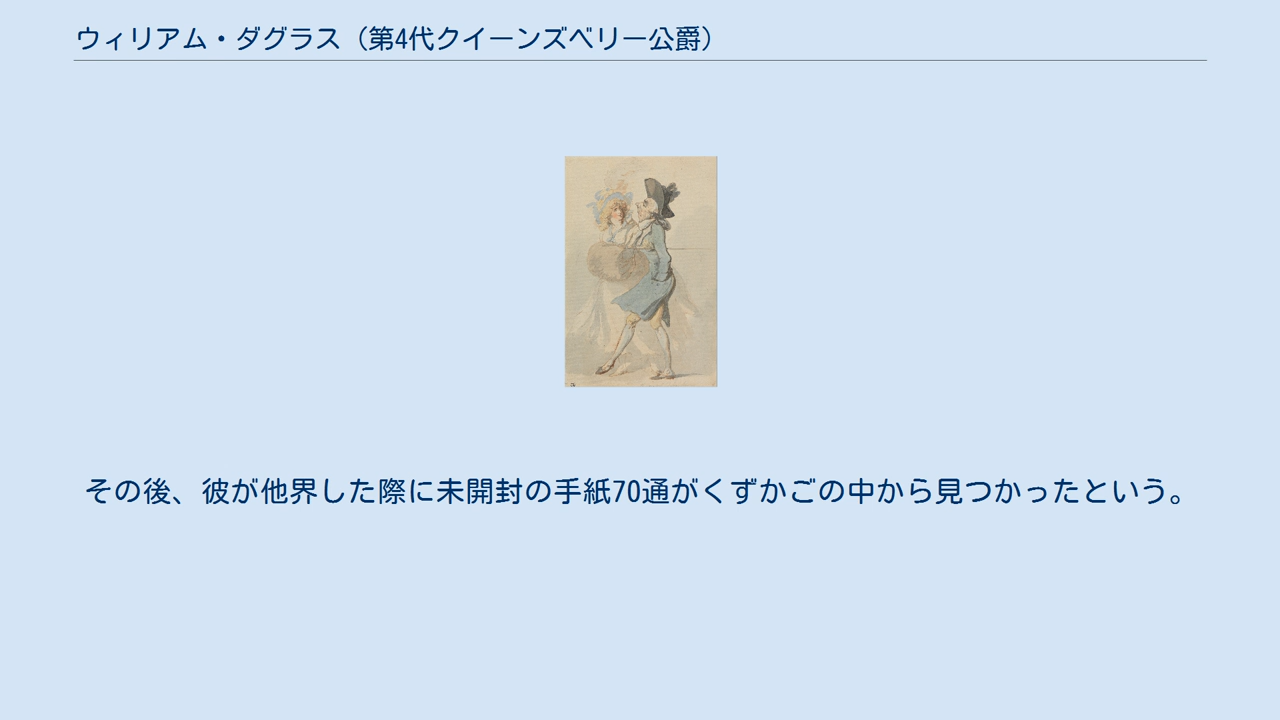 ウィリアム・ダグラス（第4代クイーンズベリー公爵）
その後、彼が他界した際に未開封の手紙70通がくずかごの中から見つかったという。